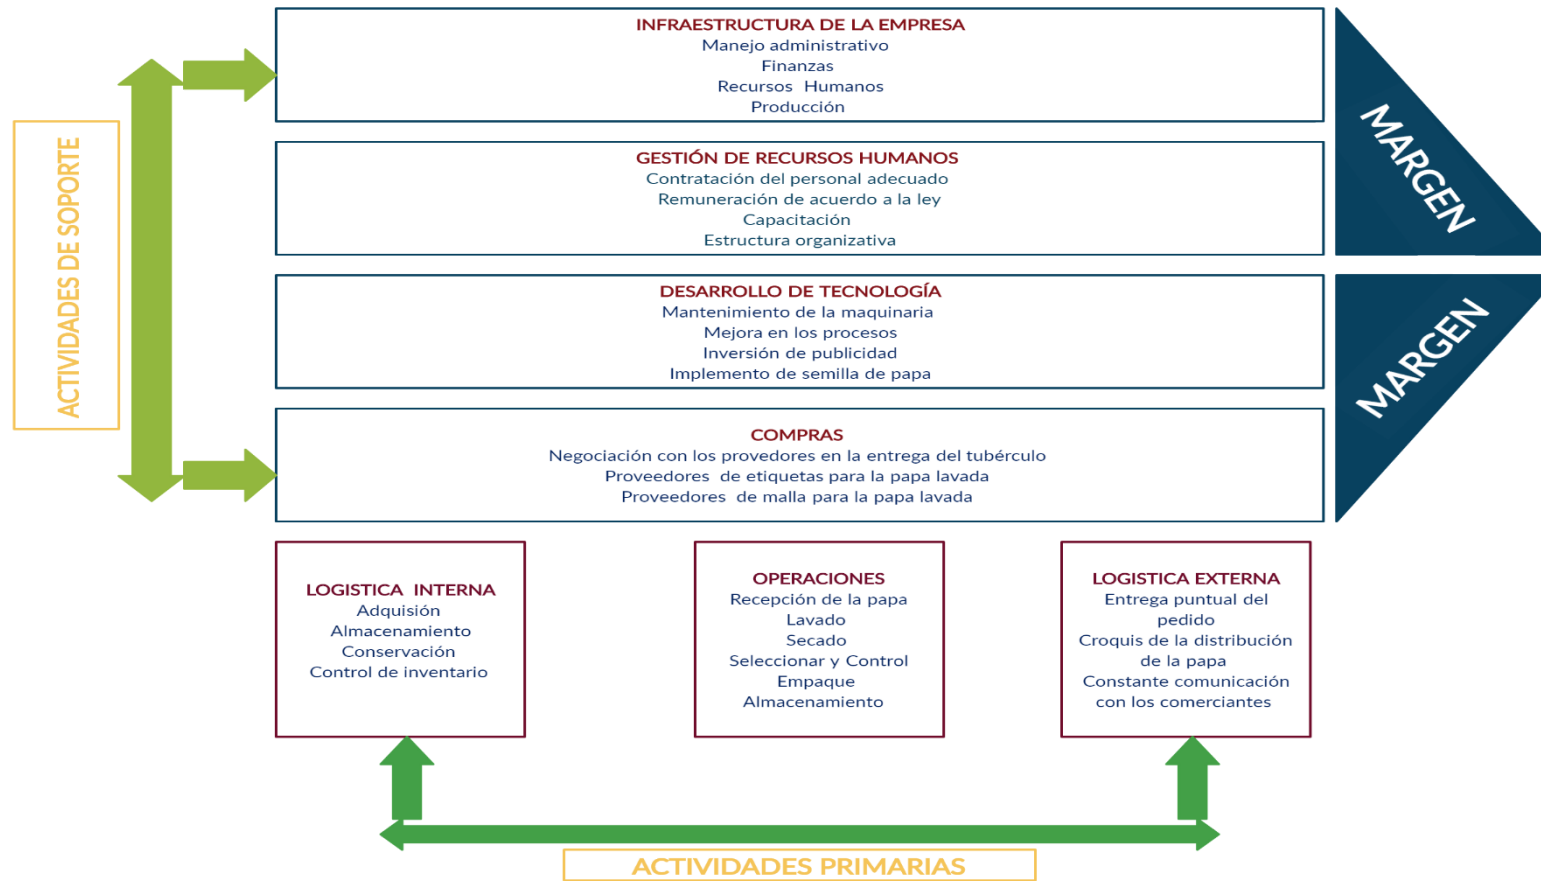 INFRAESTRUCTURA DE LA EMPRESA
Manejo administrativo
Finanzas
Recursos Humanos
Producción
ACTIVIDADES DE SOPORTE
GESTIÓN DE RECURSOS HUMANOS
Contratación del personal adecuado
Remuneración de acuerdo a la ley
Capacitación
Estructura organizativa
MARGEN
DESARROLLO DE TECNOLOGÍA
Mantenimiento de la maquinaria
Mejora en los procesos
Inversión de publicidad
Implemento de semilla de papa
MARGEN
COMPRAS
Negociación con los provedores en la entrega del tubérculo
Proveedores de etiquetas para la papa lavada
Proveedores de malla para la papa lavada
LOGISTICA INTERNA
Adquisión
Almacenamiento
Conservación
Control de inventario
OPERACIONES
Recepción de la papa
Lavado
Secado
Seleccionar y Control
Empaque
Almacenamiento
LOGISTICA EXTERNA
Entrega puntual del
pedido
Croquis de la distribución
de la papa
Constante comunicación
con los comerciantes
ACTIVIDADES PRIMARIAS